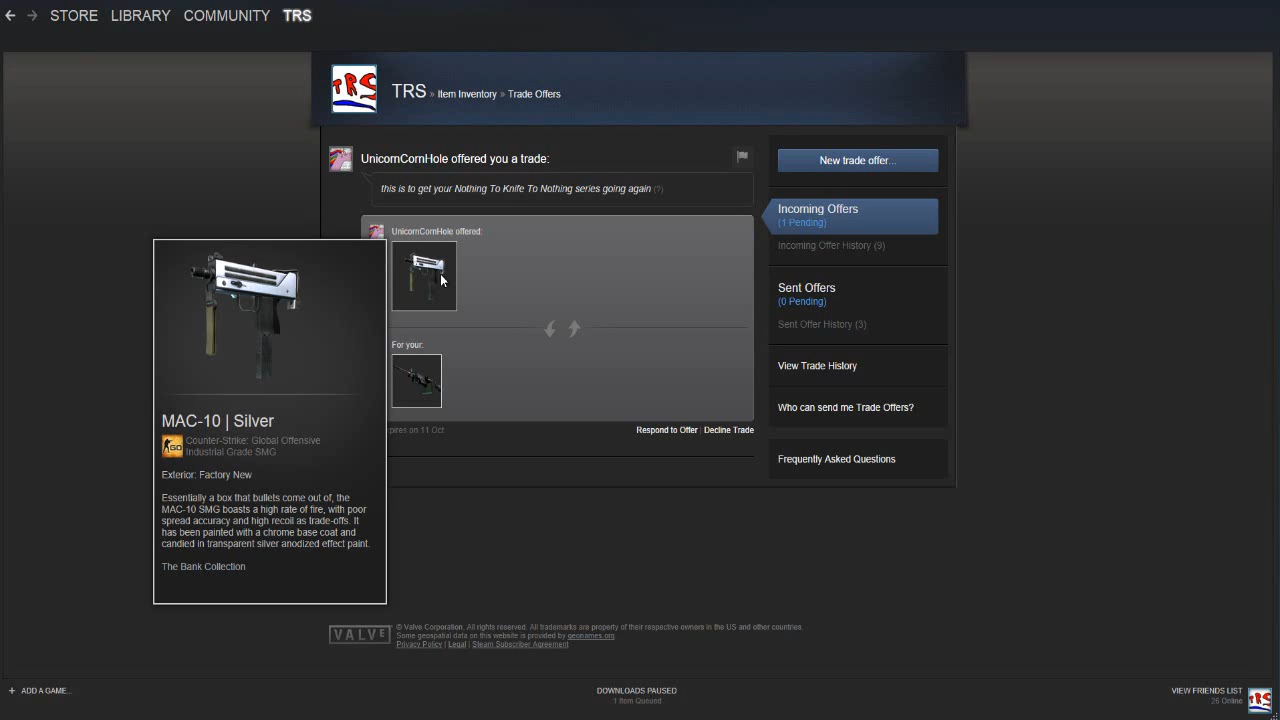 STORE LIBRARY COMMUNITY TRS
TRS
TRS » Item Inventory » Trade Offers
UnicornCornHole offered you a trade:
this is to get your Nothing To Knife To Nothing series going again (?)
UnicornCornHole offered:
For your:
pires on 11 Oct
Respond to Offer | Decline Trade
MAC-10 | Silver
GO
Counter-Strike: Global Offensive
Industrial Grade SMG
Exterior: Factory New
Essentially a box that bullets come out of, the
MAC-10 SMG boasts a high rate of fire, with poor
spread accuracy and high recoil as trade-offs. It
has been painted with a chrome base coat and
candied in transparent silver anodized effect paint.
The Bank Collection
New trade offer...
Incoming Offers
(1 Pending)
Incoming Offer History (9)
Sent Offers
(0 Pending)
Sent Offer History (3)
View Trade History
Who can send me Trade Offers?
Frequently Asked Questions
VALVE
© Valve Corporation. All rights reserved. All trademarks are property of their respective owners in the US and other countries.
Some geospatial data on this website is provided by geonames.org
Privacy Policy | Legal | Steam Subscriber Agreement
+ ADD A GAME...
DOWNLOADS PAUSED
1 Item Queued
VIEW FRIENDS LIST
26 Online
TRS